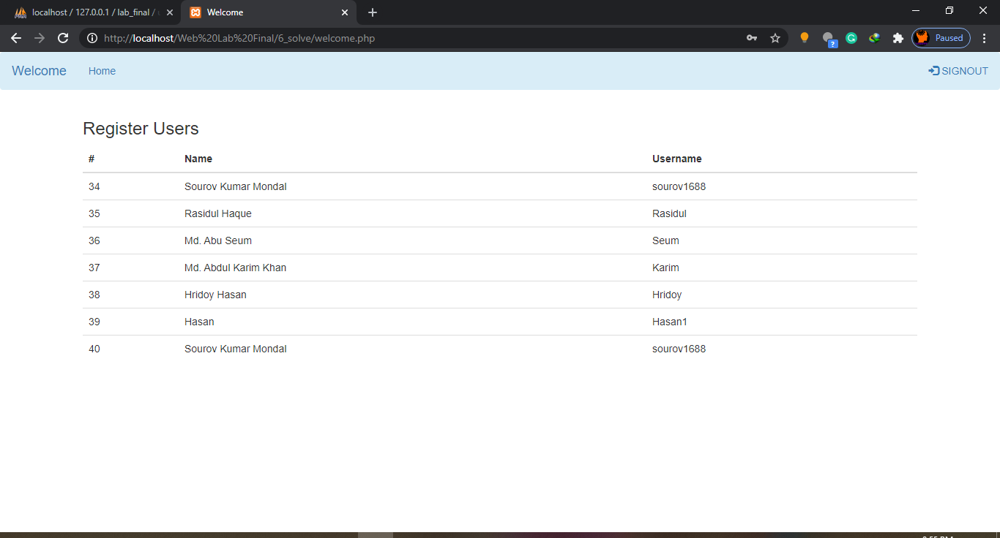 localhost / 127.0.0.1 / lab_final /
Welcome
http://localhost/Web%20Lab%20Final/6_solve/welcome.php
?
Paused
Welcome Home SIGNOUT
Register Users
# Name Username
34 Sourov Kumar Mondal sourov1688
35 Rasidul Haque Rasidul
36 Md. Abu Seum Seum
37 Md. Abdul Karim Khan Karim
38 Hridoy Hasan Hridoy
39 Hasan Hasan1
40 Sourov Kumar Mondal sourov1688